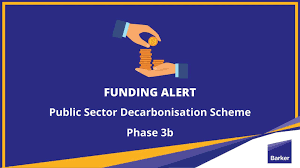 FUNDING ALERT
Public Sector Decarbonisation Scheme
Phase 3b
Barker